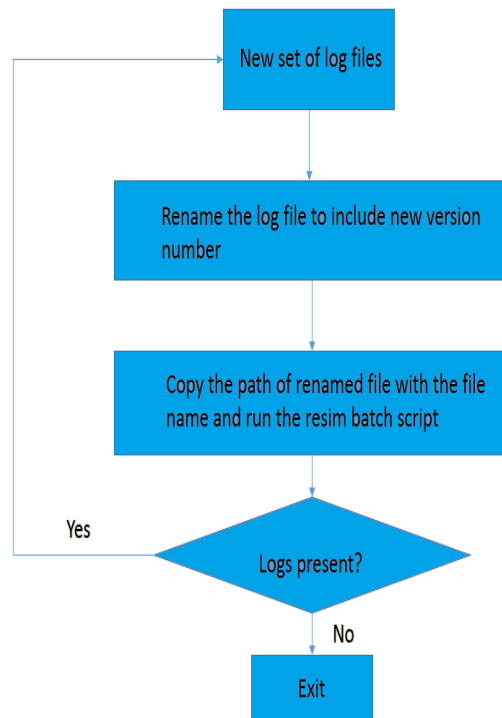 New set of log files
Rename the log file to include new version
number
Copy the path of renamed file with the file
name and run the resim batch script
Yes
Logs present?
No
Exit